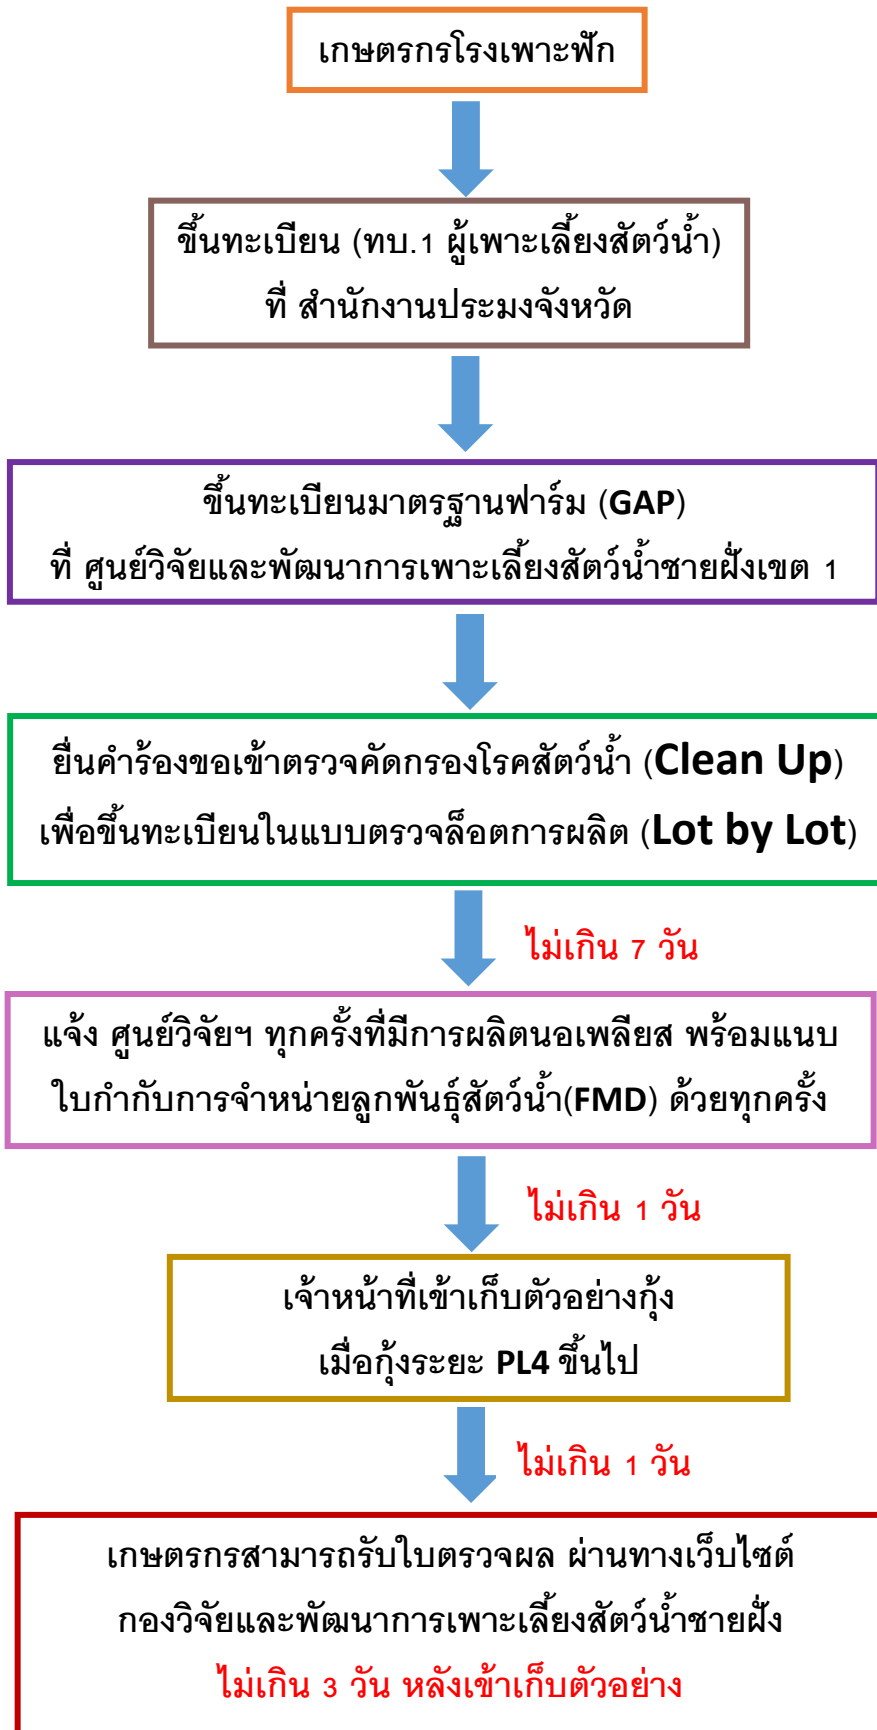 เกษตรกรโรงเพาะฟัก
ขึ้นทะเบียน (ทบ.1 ผู้เพาะเลี้ยงสัตว์น้ำ)
ที่ สำนักงานประมงจังหวัด
ขึ้นทะเบียนมาตรฐานฟาร์ม (GAP)
ที่ ศูนย์วิจัยและพัฒนาการเพาะเลี้ยงสัตว์น้ำชายฝั่งเขต 1
ยื่นคำร้องขอเข้าตรวจคัดกรองโรคสัตว์น้ำ (Clean Up)
เพื่อขึ้นทะเบียนในแบบตรวจล็อตการผลิต (Lot by Lot)
ไม่เกิน 7 วัน
แจ้ง ศูนย์วิจัยฯ ทุกครั้งที่มีการผลิตนอเพลียส พร้อมแนบ
ใบกำกับการจำหน่ายลูกพันธุ์สัตว์น้ำ(FMD) ด้วยทุกครั้ง
ไม่เกิน 1 วัน
เจ้าหน้าที่เข้าเก็บตัวอย่างกุ้ง
เมื่อกุ้งระยะ PL4 ขึ้นไป
ไม่เกิน 1 วัน
เกษตรกรสามารถรับใบตรวจผล ผ่านทางเว็บไซต์
กองวิจัยและพัฒนาการเพาะเลี้ยงสัตว์น้ำชายฝั่ง
ไม่เกิน 3 วัน หลังเข้าเก็บตัวอย่าง